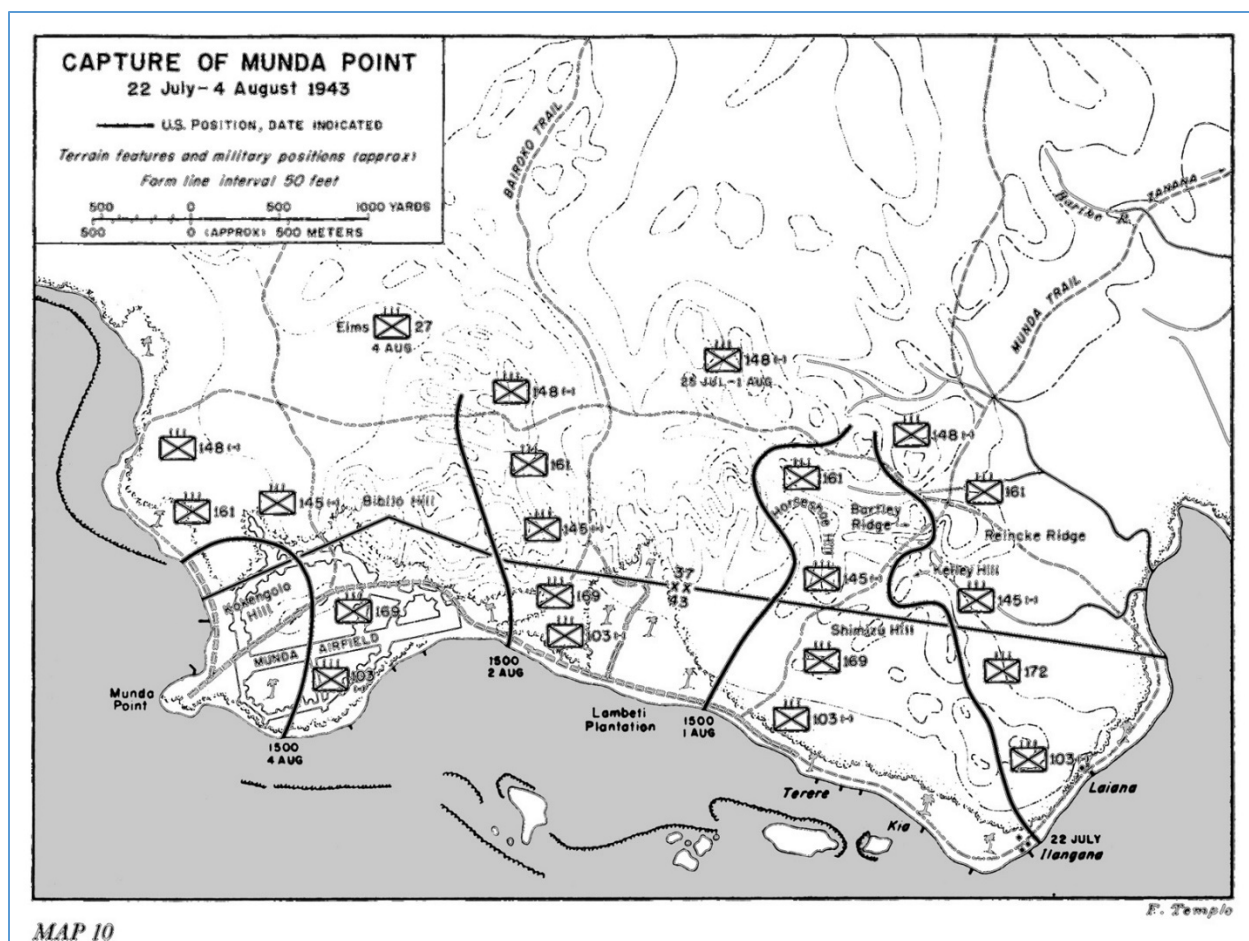 CAPTURE OF MUNDA POINT
22 July-4 August 1943
U.S. POSITION, DATE INDICATED
Terrain features and military positions (approx)
Form line interval 50 feet
500 0 500 1000 YARDS
500 0 (APPROX) 500 METERS
BAIROKO TRAIL
ZANANA
Barike R.
MUNDA TRAIL
Elms 27
4 AUG
148(-)
25 JUL-1 AUG
148(-)
148(-)
148(-)
161
161
161
161
145(-)
Bibilo Hill
145(-)
Horseshoe Hill
Bartley
Ridge
Reincke Ridge
Kelley Hill
145(-)
145(-)
37
xx
43
Kokengolo
Hill
169
169
103(-)
Shimizu Hill
169
172
MUNDA AIRFIELD
103
(-)
Munda
Point
1500
2 AUG
Lambeti
Plantation
1500
1 AUG
103(-)
1500
4 AUG
103(-)
Laiana
Terere
Kia
22 JULY
Ilangana
F. Temple
MAP 10